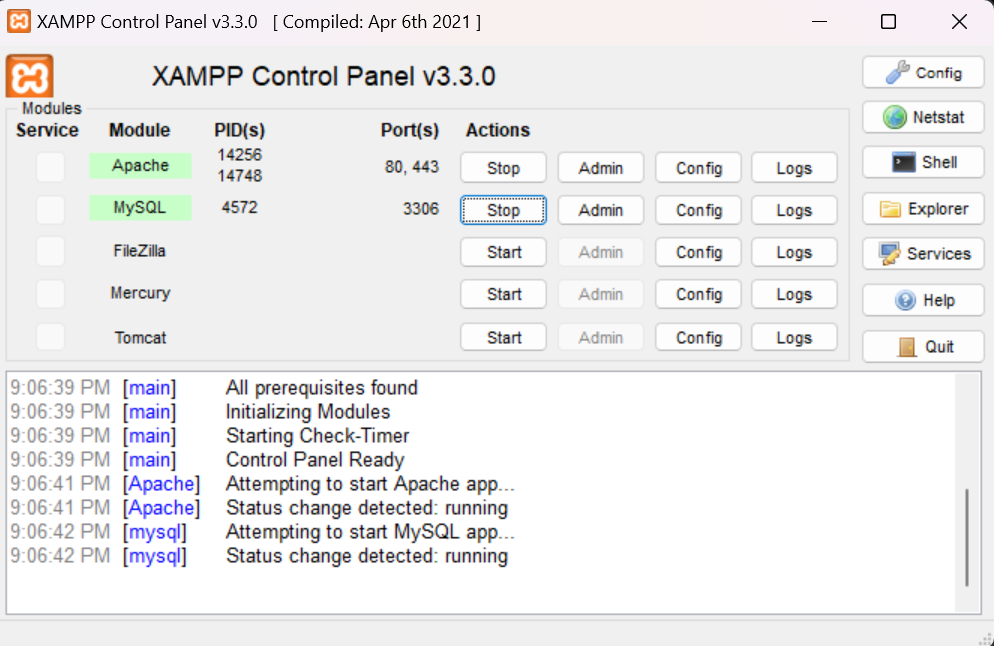 XAMPP Control Panel v3.3.0 [ Compiled: Apr 6th 2021 ]
XAMPP Control Panel v3.3.0
Config
Modules
Service Module PID(s) Port(s) Actions
Netstat
Apache 14256 14748 80, 443 Stop Admin Config Logs
Shell
MySQL 4572 3306 Stop Admin Config Logs
Explorer
FileZilla Start Admin Config Logs
Services
Mercury Start Admin Config Logs
Help
Tomcat Start Admin Config Logs
Quit
9:06:39 PM [main] All prerequisites found
9:06:39 PM [main] Initializing Modules
9:06:39 PM [main] Starting Check-Timer
9:06:39 PM [main] Control Panel Ready
9:06:41 PM [Apache] Attempting to start Apache app...
9:06:41 PM [Apache] Status change detected: running
9:06:42 PM [mysql] Attempting to start MySQL app...
9:06:42 PM [mysql] Status change detected: running